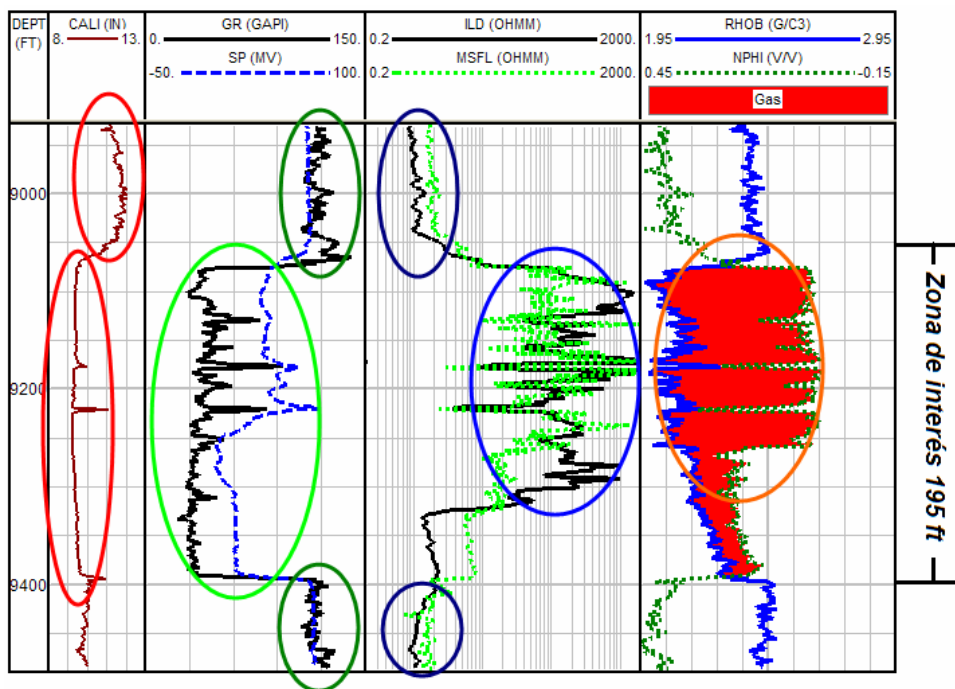 DEPT
(FT)
CALI (IN)
8. 13.
GR (GAPI)
0. 150.
SP (MV)
-50. 100.
ILD (OHMM)
0.2 2000.
MSFL (OHMM)
0.2 2000.
RHOB (G/C3)
1.95 2.95
NPHI (V/V)
0.45 -0.15
Gas
9000
9200
9400
Zona de interés 195 ft